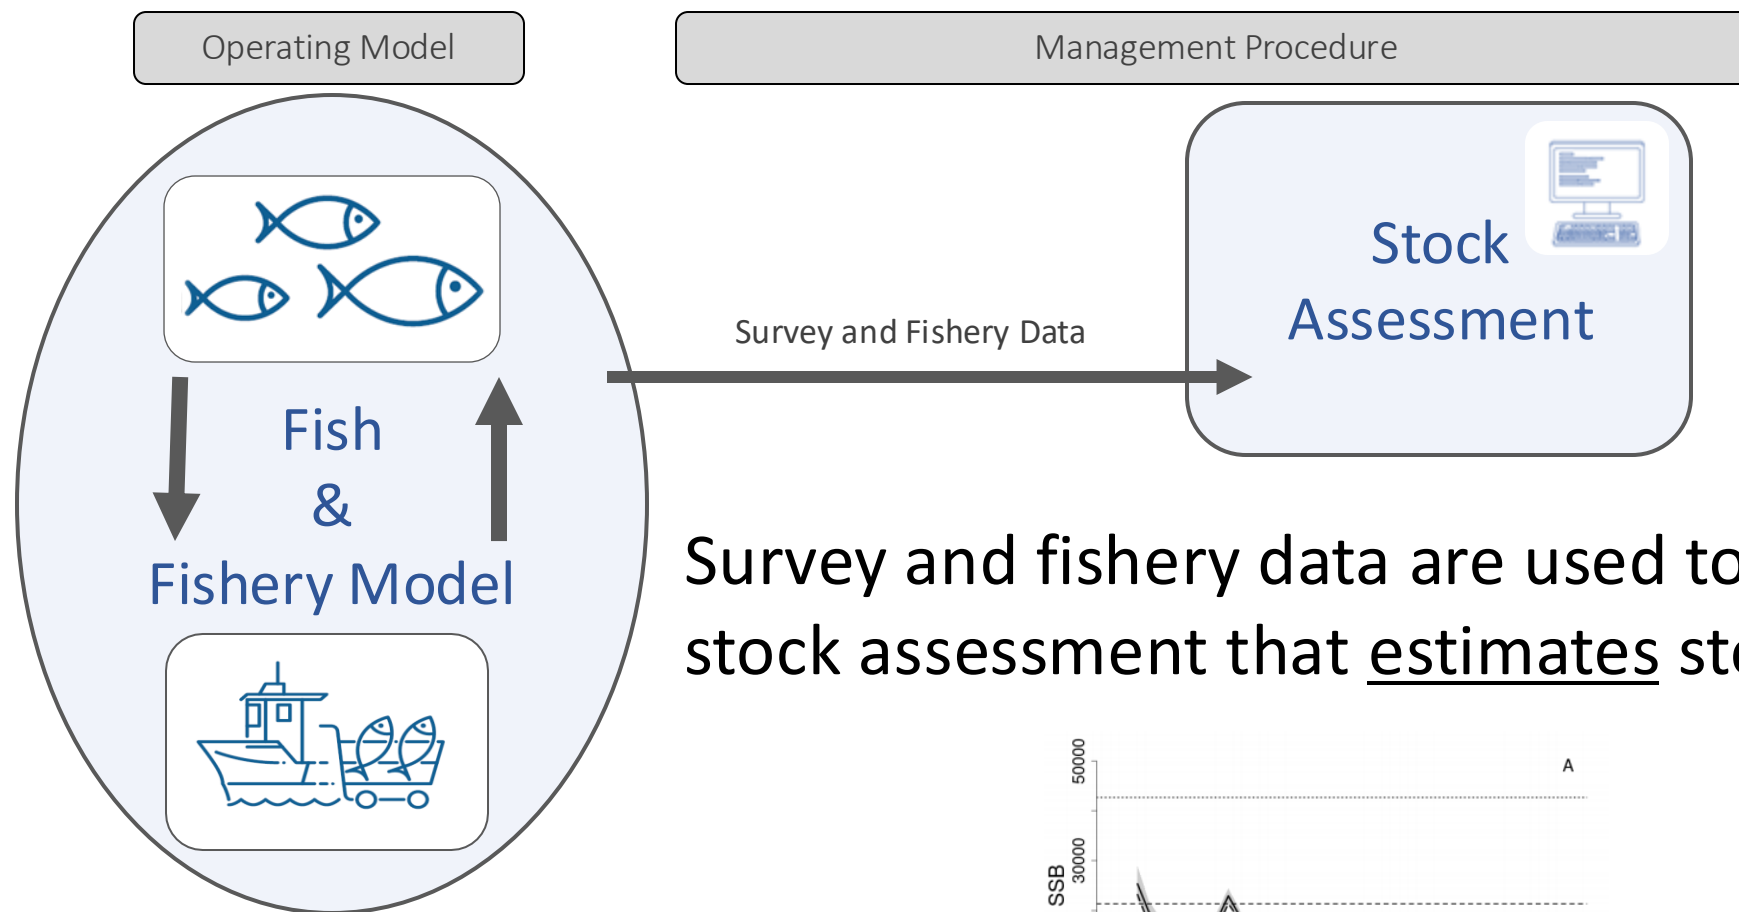 Operating Model
Management Procedure
Stock
Assessment
Survey and Fishery Data
Fish
&
Fishery Model
Survey and fishery data are used to
stock assessment that estimates
50000
A
30000
SSB